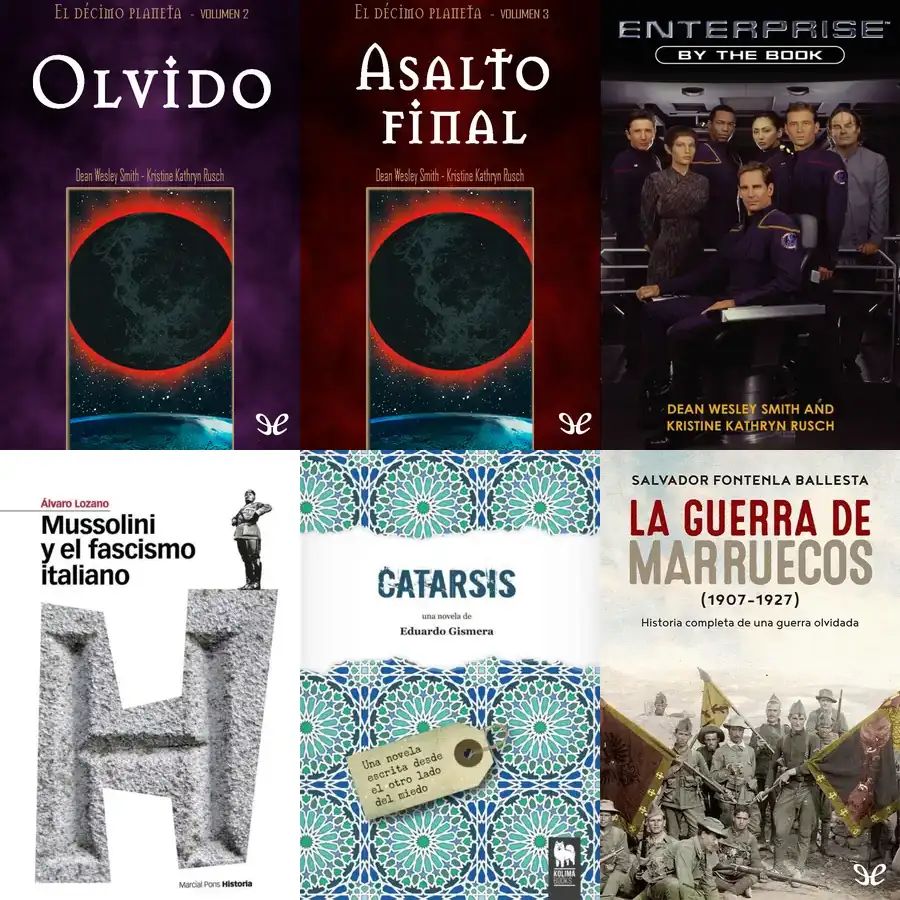 El décimo planeta - VOLUMEN 2
Olvido
Dean Wesley Smith - Kristine Kathryn Rusch
El décimo planeta - VOLUMEN 3
Asalto
final
Dean Wesley Smith - Kristine Kathryn Rusch
ENTERPRISE™
BY THE BOOK
DEAN WESLEY SMITH AND
KRISTINE KATHRYN RUSCH
Álvaro Lozano
Mussolini
y el fascismo
italiano
Marcial Pons Historia
CATARSIS
una novela de
Eduardo Gismera
Una novela
escrita desde
el otro lado
del miedo
KOLIMA
BOOKS
SALVADOR FONTENLA BALLESTA
LA GUERRA DE
MARRUECOS
(1907-1927)
Historia completa de una guerra olvidada